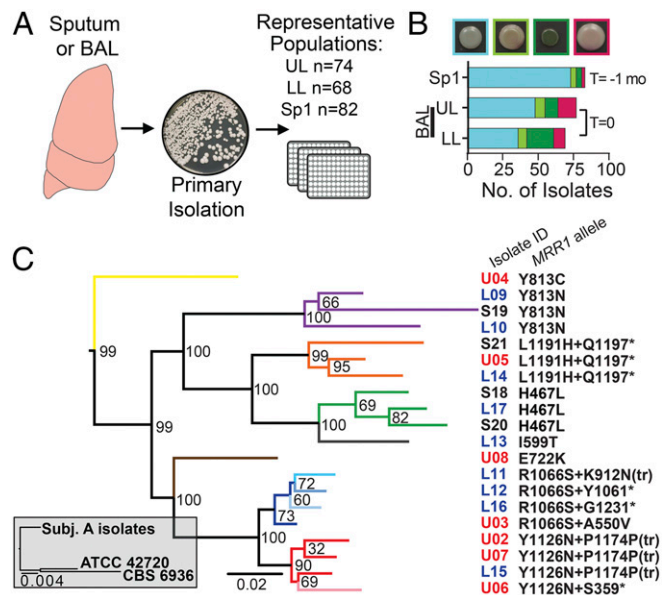 A
Sputum
or BAL
Primary
Isolation
Representative
Populations:
UL n=74
LL n=68
Sp1 n=82
B
Sp1
UL
LL
BAL
T= -1 mo
T=0
0 25 50 75 100
No. of Isolates
C
Isolate ID
MRR1 allele
U04 Y813C
L09 Y813N
S19 Y813N
L10 Y813N
S21 L1191H+Q1197*
U05 L1191H+Q1197*
L14 L1191H+Q1197*
S18 H467L
L17 H467L
S20 H467L
L13 I599T
U08 E722K
L11 R1066S+K912N(tr)
L12 R1066S+Y1061*
L16 R1066S+G1231*
U03 R1066S+A550V
U02 Y1126N+P1174P(tr)
U07 Y1126N+P1174P(tr)
L15 Y1126N+P1174P(tr)
U06 Y1126N+S359*
99
99
100
66
100
100
99
95
100
69
82
100
100
72
60
73
32
90
69
0.02
Subj. A isolates
ATCC 42720
CBS 6936
0.004